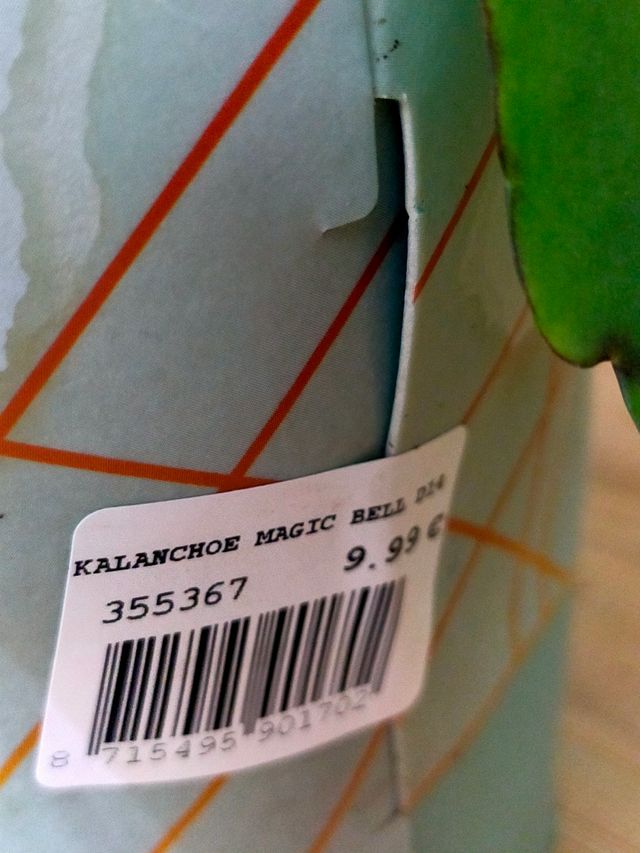 KALANCHOE MAGIC BELL D14
9.99 €
355367
8 715495 901702